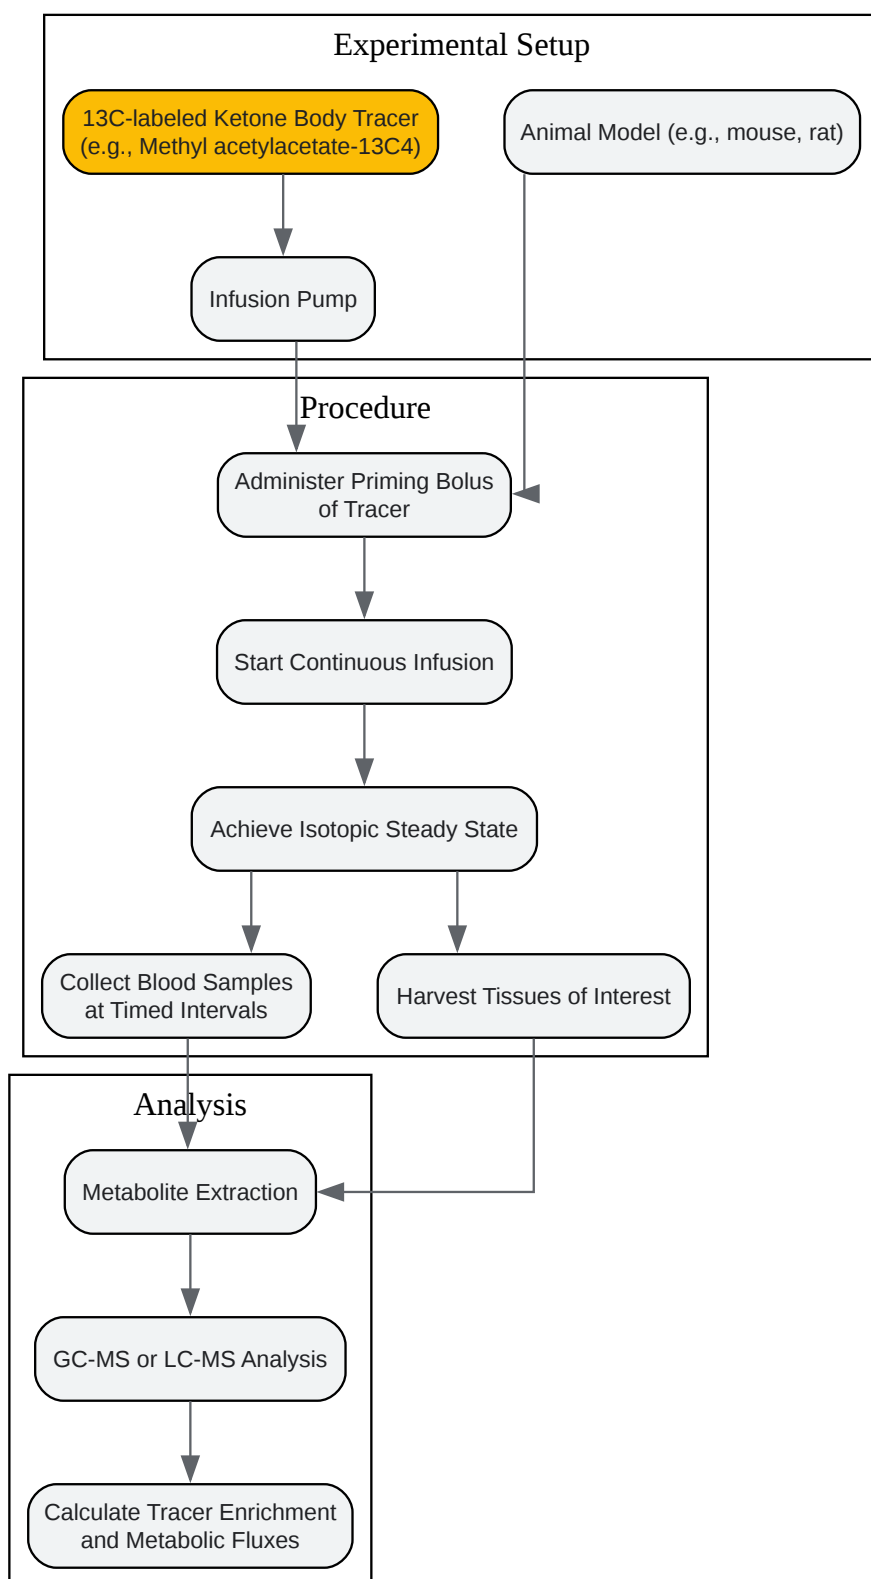 Experimental Setup
13C-labeled Ketone Body Tracer
(e.g., Methyl acetylacetate-13C4)
Animal Model (e.g., mouse, rat)
Infusion Pump
Procedure
Administer Priming Bolus
of Tracer
Start Continuous Infusion
Achieve Isotopic Steady State
Collect Blood Samples
at Timed Intervals
Harvest Tissues of Interest
Analysis
Metabolite Extraction
GC-MS or LC-MS Analysis
Calculate Tracer Enrichment
and Metabolic Fluxes